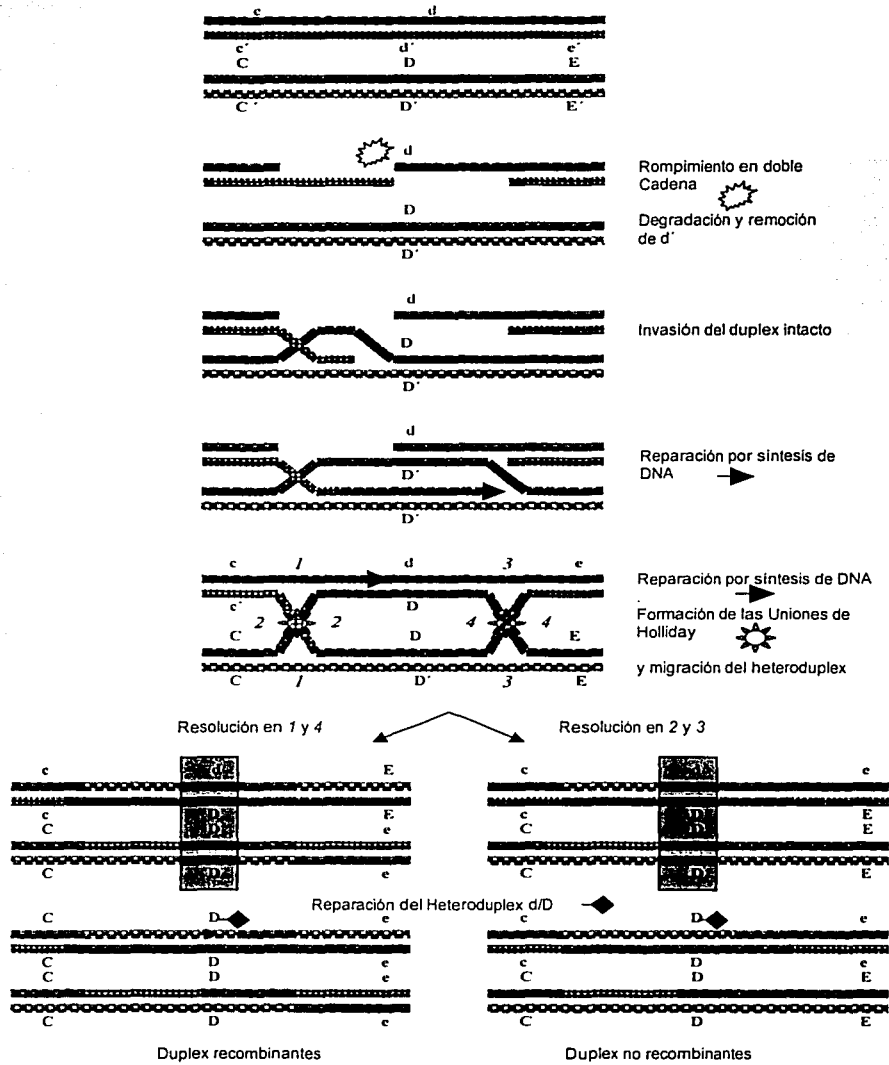 c d
c´ d´ e´
C D E
C´ D´ E´
d
Rompimiento en doble
Cadena
D
Degradación y remoción
de d´
D´
d
Invasión del duplex intacto
D
D´
d
Reparación por síntesis de
DNA
D´
D´
c 1 d 3 e
Reparación por síntesis de DNA
c´ D
Formación de las Uniones de
Holliday
2 2 4 4
C D E
y migración del heteroduplex
C 1 D´ 3 E
Resolución en 1 y 4 Resolución en 2 y 3
c d E c d e
c D E c D E
C D e C D E
C D e C D E
Reparación del Heteroduplex d/D
C D e c D e
C D e c D E
C D e C D E
C D e C D E
Duplex recombinantes Duplex no recombinantes